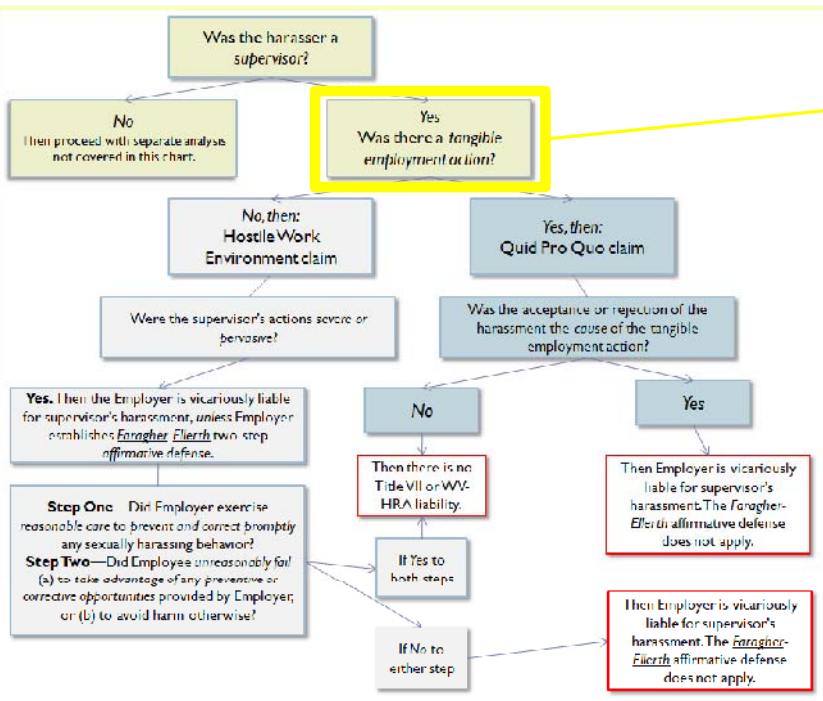 Was the harasser a
supervisor?
No
Then proceed with separate analysis
not covered in this chart.
Yes
Was there a tangible
employment action?
No, then:
Hostile Work
Environment claim
Yes, then:
Quid Pro Quo claim
Were the supervisor's actions severe or
pervasive?
Was the acceptance or rejection of the
harassment the cause of the tangible
employment action?
Yes. Then the Employer is vicariously liable
for supervisor's harassment, unless Employer
establishes Faragher Ellerth two step
affirmative defense.
No
Yes
Then there is no
Title VII or WV-
HRA liability.
Then Employer is vicariously
liable for supervisor's
harassment. The Faragher-
Ellerth affirmative defense
does not apply.
Step One Did Employer exercise
reasonable care to prevent and correct promptly
any sexually harassing behavior?
Step Two—Did Employee unreasonably fail
(a) to take advantage of any preventive or
corrective opportunities provided by Employer,
or (b) to avoid harm otherwise?
If Yes to
both steps
If No to
either step
Then Employer is vicariously
liable for supervisor's
harassment. The Faragher-
Ellerth affirmative defense
does not apply.